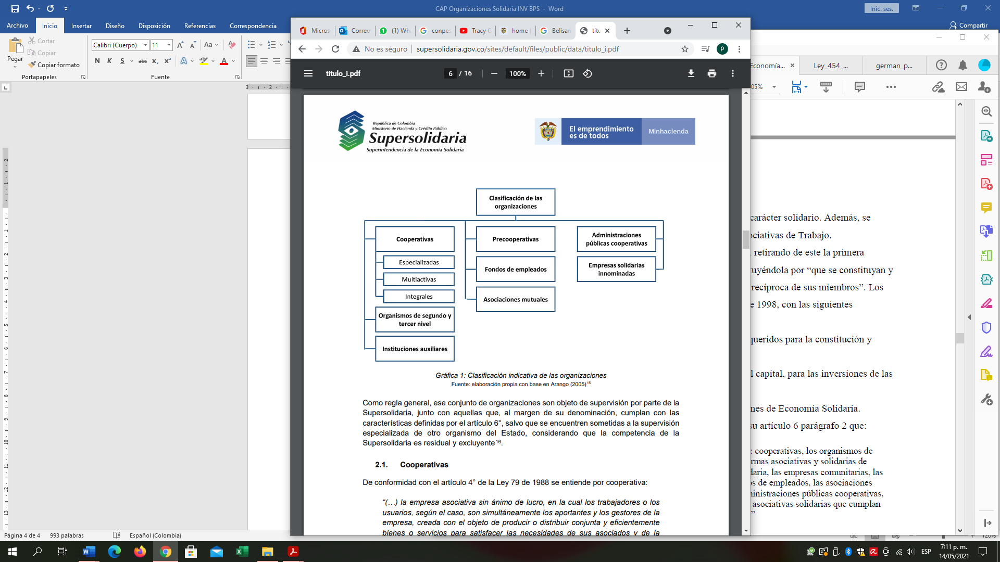 CAP Organizaciones Solidaria INV BPS - Word
Inic. ses.
Archivo
Inicio
Insertar
Diseño
Disposición
Referencias
Correspondencia
Compartir
Pegar
Cortar
Copiar
Copiar formato
Portapapeles
Calibri (Cuerpo)
11
Fuente
Micros
Correo
(1) Wh
conpes
Tracy C
home
Belisar
titu
No es seguro
supersolidaria.gov.co/sites/default/files/public/data/titulo_i.pdf
titulo_i.pdf
6 / 16
100%
Economía...
Ley_454_...
german_p...
05%
República de Colombia
Ministerio de Hacienda y Crédito Público
Supersolidaria
Superintendencia de la Economía Solidaria
El emprendimiento
es de todos
Minhacienda
Clasificación de las
organizaciones
Cooperativas
Especializadas
Multiactivas
Integrales
Organismos de segundo y
tercer nivel
Instituciones auxiliares
Precooperativas
Fondos de empleados
Asociaciones mutuales
Administraciones
públicas cooperativas
Empresas solidarias
innominadas
Gráfica 1: Clasificación indicativa de las organizaciones
Fuente: elaboración propia con base en Arango (2005)15
Como regla general, ese conjunto de organizaciones son objeto de supervisión por parte de la
Supersolidaria, junto con aquellas que, al margen de su denominación, cumplan con las
características definidas por el artículo 6°, salvo que se encuentren sometidas a la supervisión
especializada de otro organismo del Estado, considerando que la competencia de la
Supersolidaria es residual y excluyente16.
2.1. Cooperativas
De conformidad con el artículo 4° de la Ley 79 de 1988 se entiende por cooperativa:
“(…) la empresa asociativa sin ánimo de lucro, en la cual los trabajadores o los
usuarios, según el caso, son simultáneamente los aportantes y los gestores de la
empresa, creada con el objeto de producir o distribuir conjunta y eficientemente
bienes o servicios para satisfacer las necesidades de sus asociados y de la
carácter solidario. Además, se
ociativas de Trabajo.
, retirando de este la primera
tuyéndola por “que se constituyan y
recíproca de sus miembros”. Los
e 1998, con las siguientes
queridos para la constitución y
l capital, para las inversiones de las
nes de Economía Solidaria.
su artículo 6 parágrafo 2 que:
: cooperativas, los organismos de
rmas asociativas y solidarias de
daria, las empresas comunitarias, las
s de empleados, las asociaciones
ministraciones públicas cooperativas,
asociativas solidarias que cumplan
”
Página 4 de 4
993 palabras
Español (Colombia)
120%
ESP
7:11 p. m.
14/05/2021